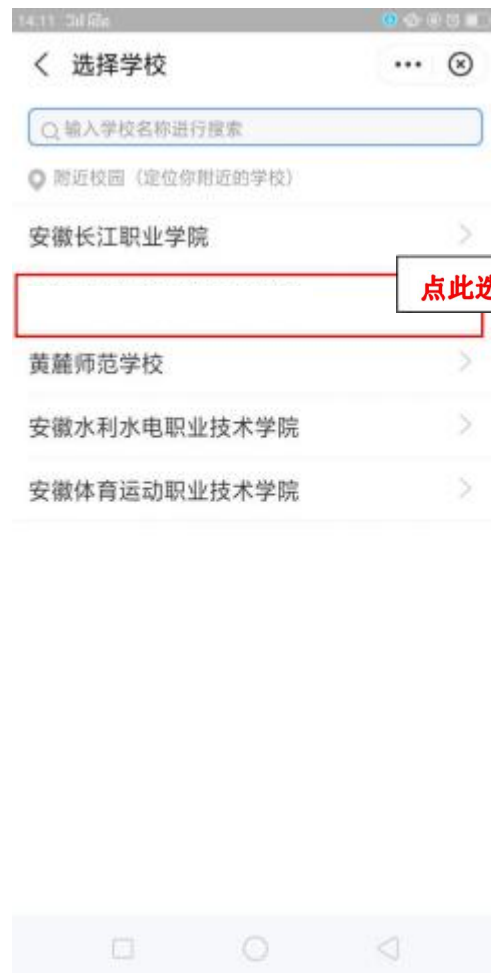 14:11
选择学校
输入学校名称进行搜索
附近校园（定位你附近的学校）
安徽长江职业学院
点此选
黄麓师范学校
安徽水利水电职业技术学院
安徽体育运动职业技术学院